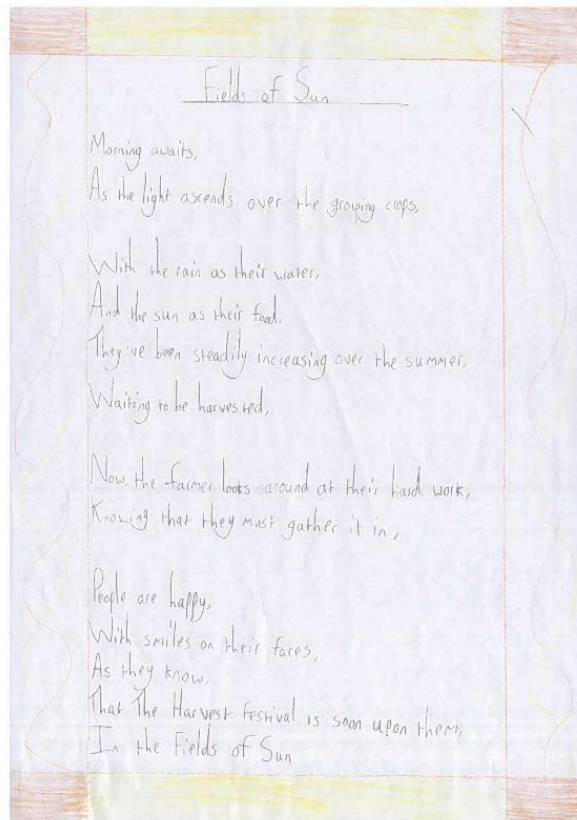 Fields of Sun
Morning awaits,
As the light ascends over the growing crops,
With the rain as their water,
And the sun as their food,
They've been steadily increasing over the summer,
Waiting to be harvested,
Now, the farmer looks around at their hard work,
Knowing that they must gather it in,
People are happy,
With smiles on their faces,
As they know,
That The Harvest festival is soon upon them,
In the Fields of Sun